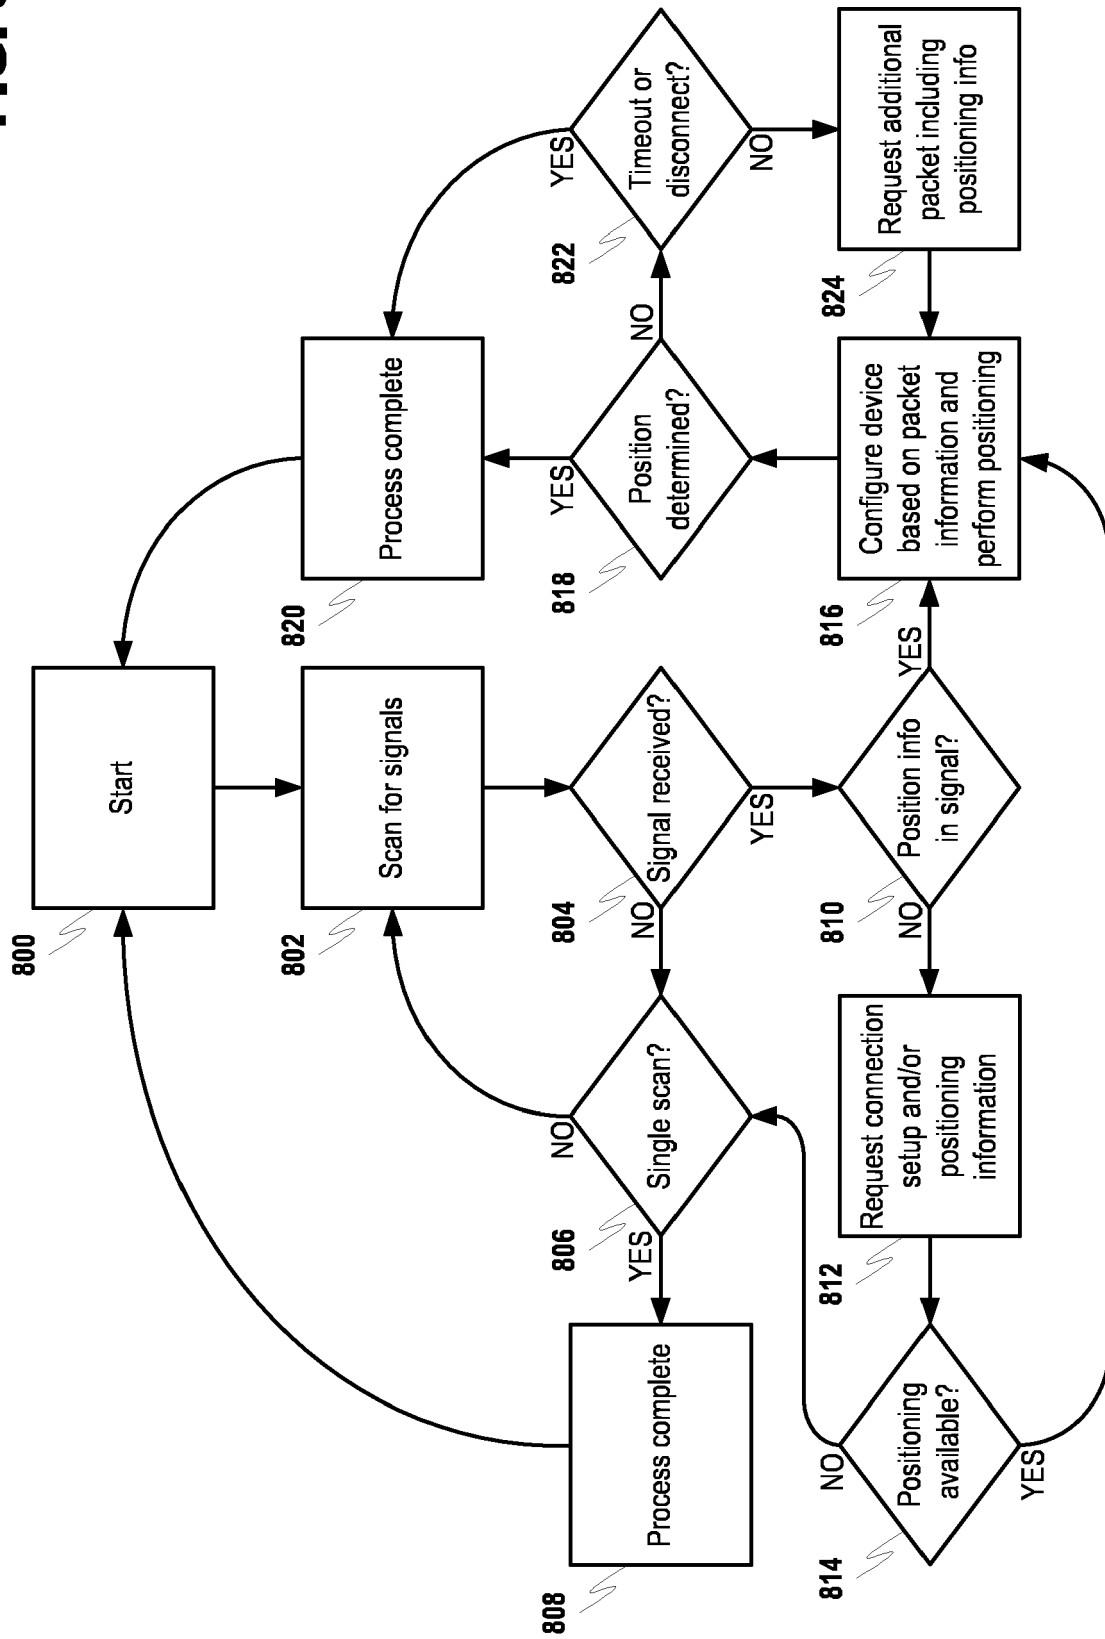 800
Start
802
Scan for signals
804
Signal received?
NO
YES
806
Single scan?
NO
YES
808
Process complete
810
Position info
in signal?
NO
YES
812
Request connection
setup and/or
positioning
information
814
Positioning
available?
NO
YES
816
Configure device
based on packet
information and
perform positioning
818
Position
determined?
YES
NO
820
Process complete
822
Timeout or
disconnect?
YES
NO
824
Request additional
packet including
positioning info